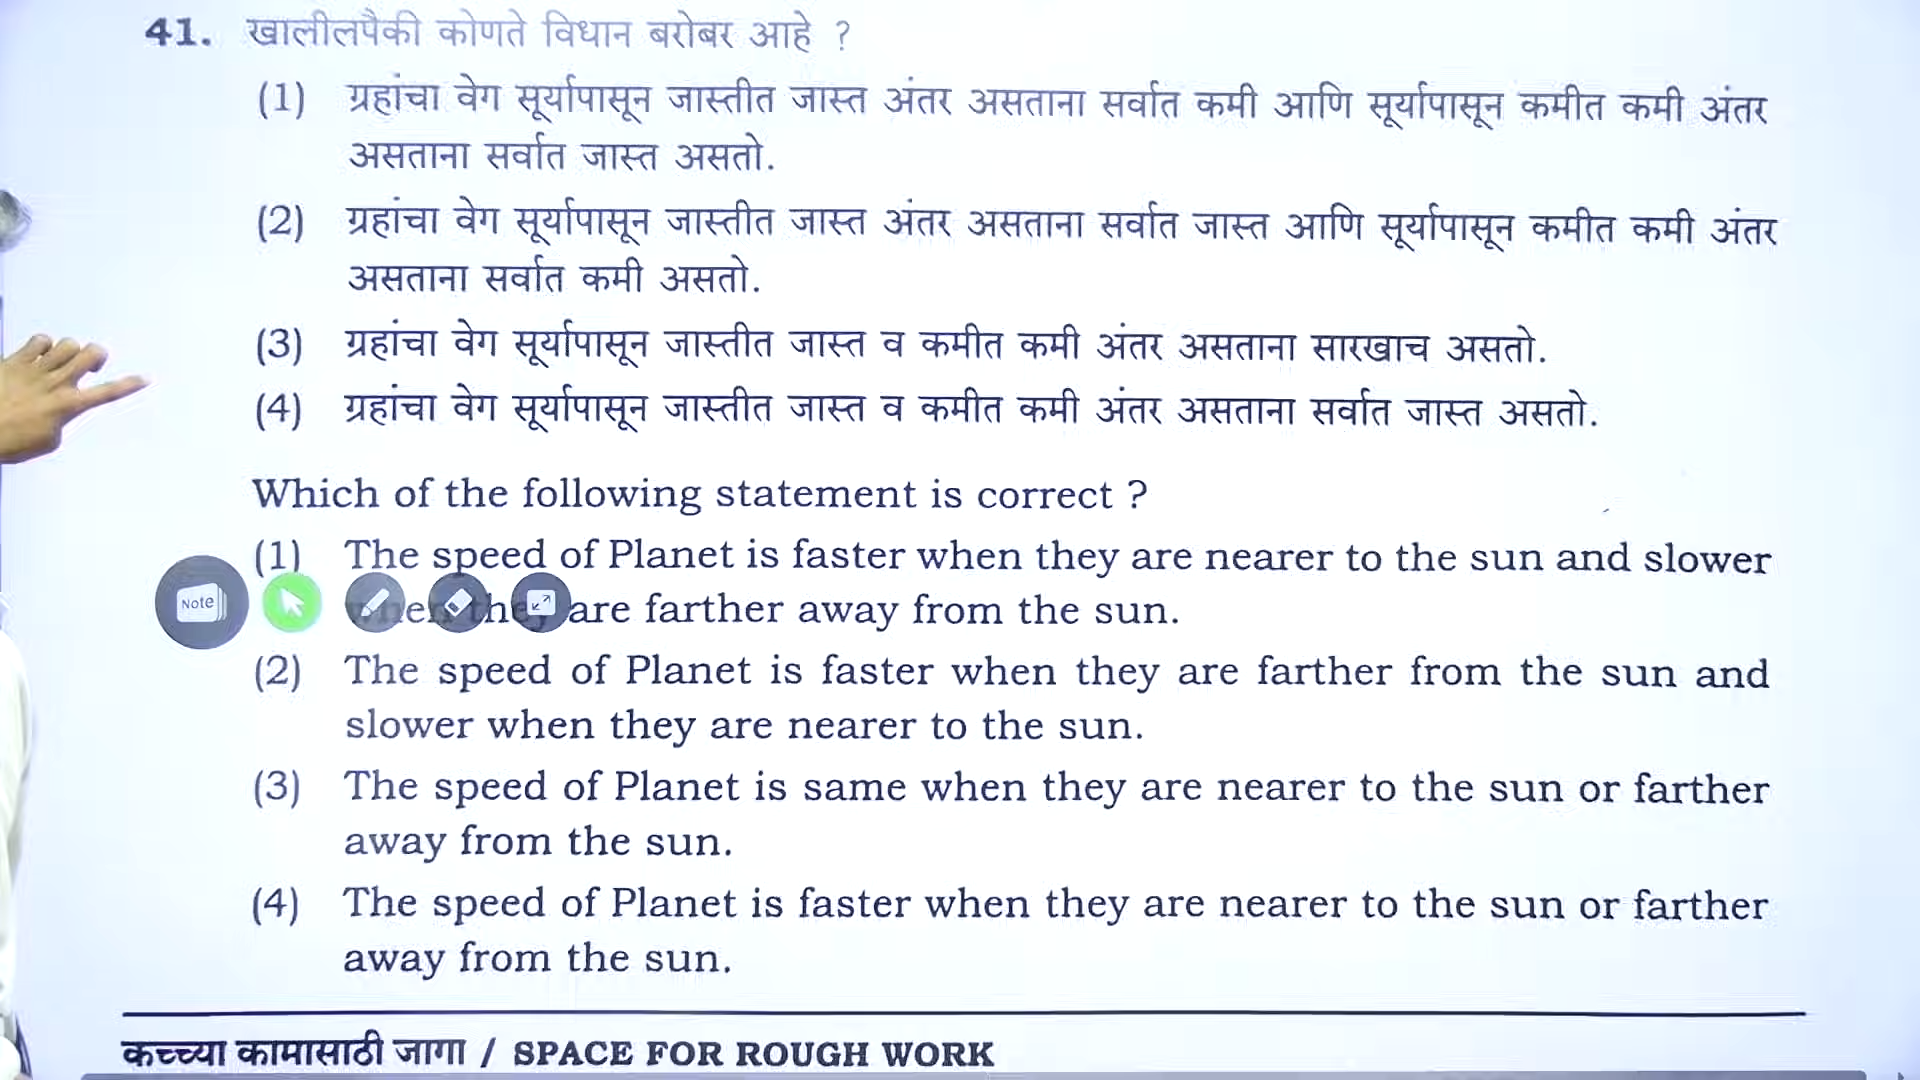 41. खालीलपैकी कोणते विधान बरोबर आहे ?
(1) ग्रहांचा वेग सूर्यापासून जास्तीत जास्त अंतर असताना सर्वात कमी आणि सूर्यापासून कमीत कमी अंतर
असताना सर्वात जास्त असतो.
(2) ग्रहांचा वेग सूर्यापासून जास्तीत जास्त अंतर असताना सर्वात जास्त आणि सूर्यापासून कमीत कमी अंतर
असताना सर्वात कमी असतो.
(3) ग्रहांचा वेग सूर्यापासून जास्तीत जास्त व कमीत कमी अंतर असताना सारखाच असतो.
(4) ग्रहांचा वेग सूर्यापासून जास्तीत जास्त व कमीत कमी अंतर असताना सर्वात जास्त असतो.
Which of the following statement is correct ?
(1) The speed of Planet is faster when they are nearer to the sun and slower
Note when they are farther away from the sun.
(2) The speed of Planet is faster when they are farther from the sun and
slower when they are nearer to the sun.
(3) The speed of Planet is same when they are nearer to the sun or farther
away from the sun.
(4) The speed of Planet is faster when they are nearer to the sun or farther
away from the sun.
कच्च्या कामासाठी जागा / SPACE FOR ROUGH WORK